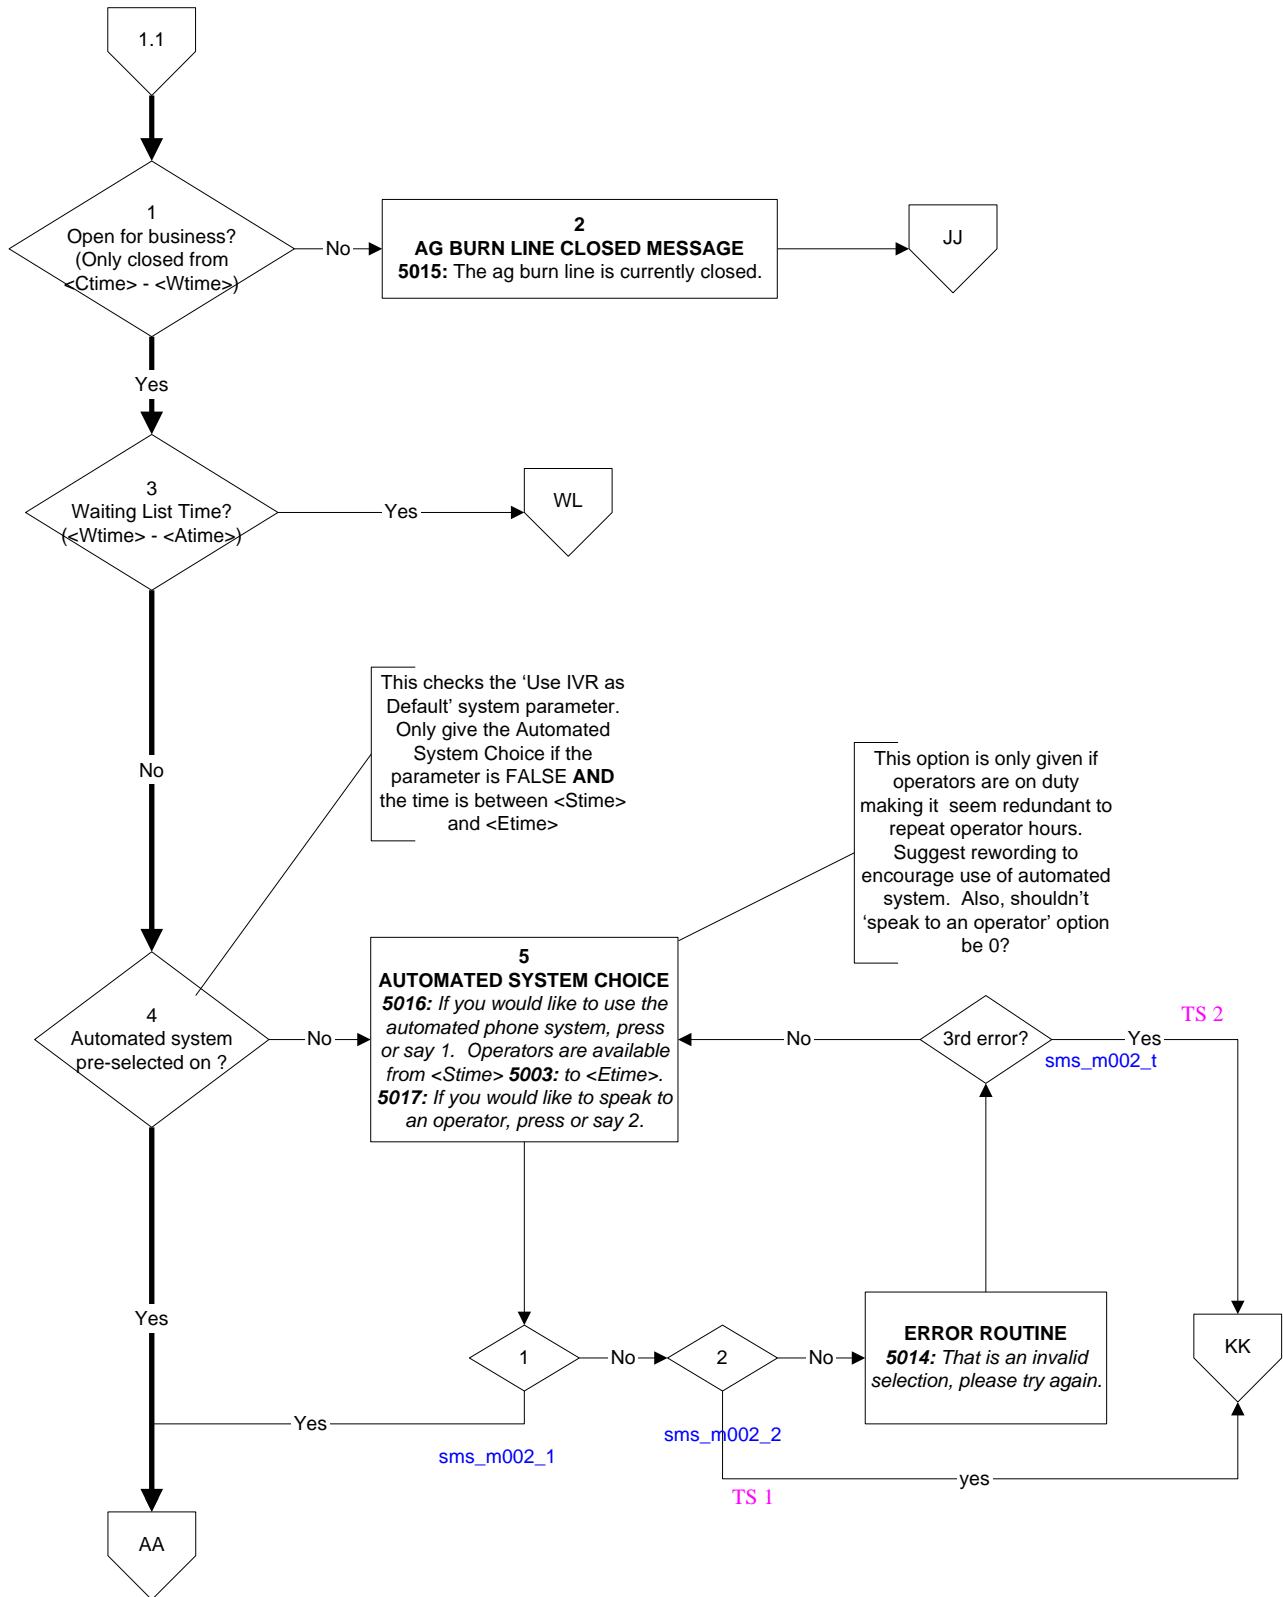 1.1
1
Open for business?
(Only closed from
<Ctime> - <Wtime>)
No
2
AG BURN LINE CLOSED MESSAGE
5015: The ag burn line is currently closed.
JJ
Yes
3
Waiting List Time?
(<Wtime> - <Atime>)
Yes
WL
No
This checks the ‘Use IVR as
Default’ system parameter.
Only give the Automated
System Choice if the
parameter is FALSE AND
the time is between <Stime>
and <Etime>
This option is only given if
operators are on duty
making it seem redundant to
repeat operator hours.
Suggest rewording to
encourage use of automated
system. Also, shouldn’t
‘speak to an operator’ option
be 0?
4
Automated system
pre-selected on ?
No
5
AUTOMATED SYSTEM CHOICE
5016: If you would like to use the
automated phone system, press
or say 1. Operators are available
from <Stime> 5003: to <Etime>.
5017: If you would like to speak to
an operator, press or say 2.
No
3rd error?
Yes
TS 2
sms_m002_t
Yes
1
No
2
No
ERROR ROUTINE
5014: That is an invalid
selection, please try again.
KK
Yes
sms_m002_1
sms_m002_2
TS 1
yes
AA